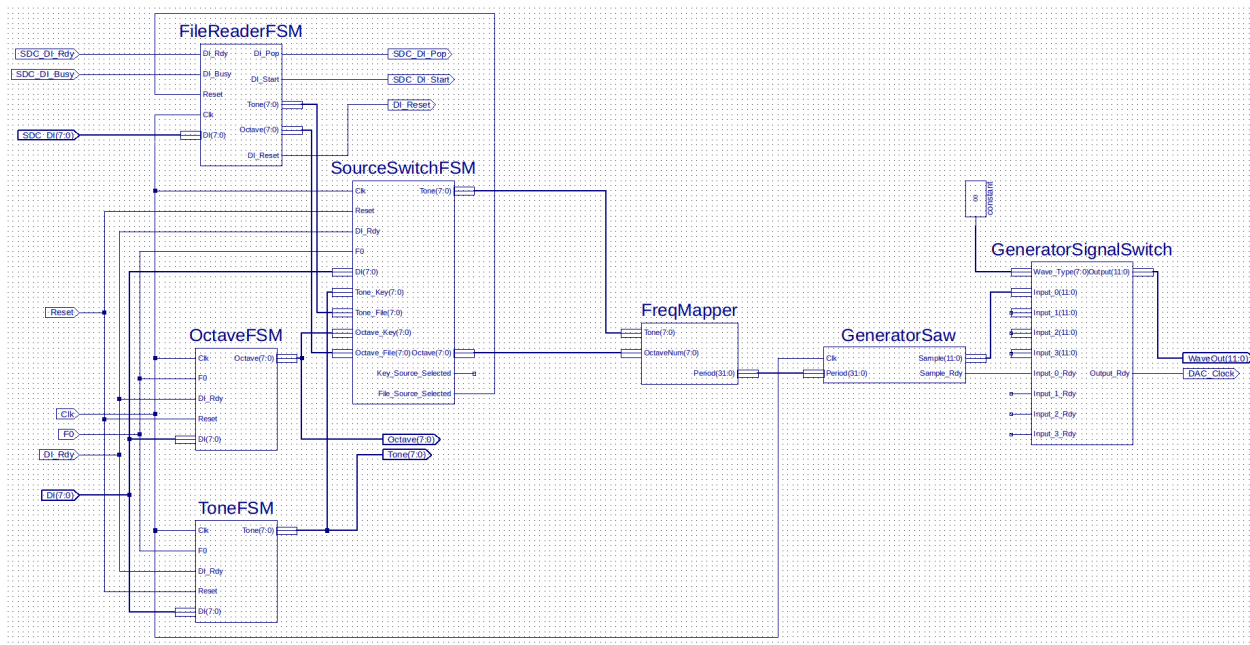 FileReaderFSM
SDC_DI_Rdy
DI_Rdy
DI_Pop
SDC_DI_Pop
SDC_DI_Busy
DI_Busy
DI_Start
SDC_DI_Start
Reset
Tone(7:0)
DI_Reset
Clk
SDC_DI(7:0)
DI(7:0)
Octave(7:0)
DI_Reset
SourceSwitchFSM
Clk
Tone(7:0)
Reset
DI_Rdy
F0
DI(7:0)
Tone_Key(7:0)
Tone_File(7:0)
Octave_Key(7:0)
Octave_File(7:0)
Octave(7:0)
Key_Source_Selected
File_Source_Selected
constant
GeneratorSignalSwitch
Wave_Type(7:0)
Output(11:0)
Input_0(11:0)
Input_1(11:0)
Input_2(11:0)
Input_3(11:0)
Input_0_Rdy
Output_Rdy
Input_1_Rdy
Input_2_Rdy
Input_3_Rdy
WaveOut(11:0)
DAC_Clock
FreqMapper
Tone(7:0)
OctaveNum(7:0)
Period(31:0)
GeneratorSaw
Clk
Sample(11:0)
Period(31:0)
Sample_Rdy
Reset
OctaveFSM
Clk
Octave(7:0)
F0
DI_Rdy
Reset
DI(7:0)
Clk
F0
DI_Rdy
DI(7:0)
Octave(7:0)
Tone(7:0)
ToneFSM
Clk
Tone(7:0)
F0
DI_Rdy
Reset
DI(7:0)